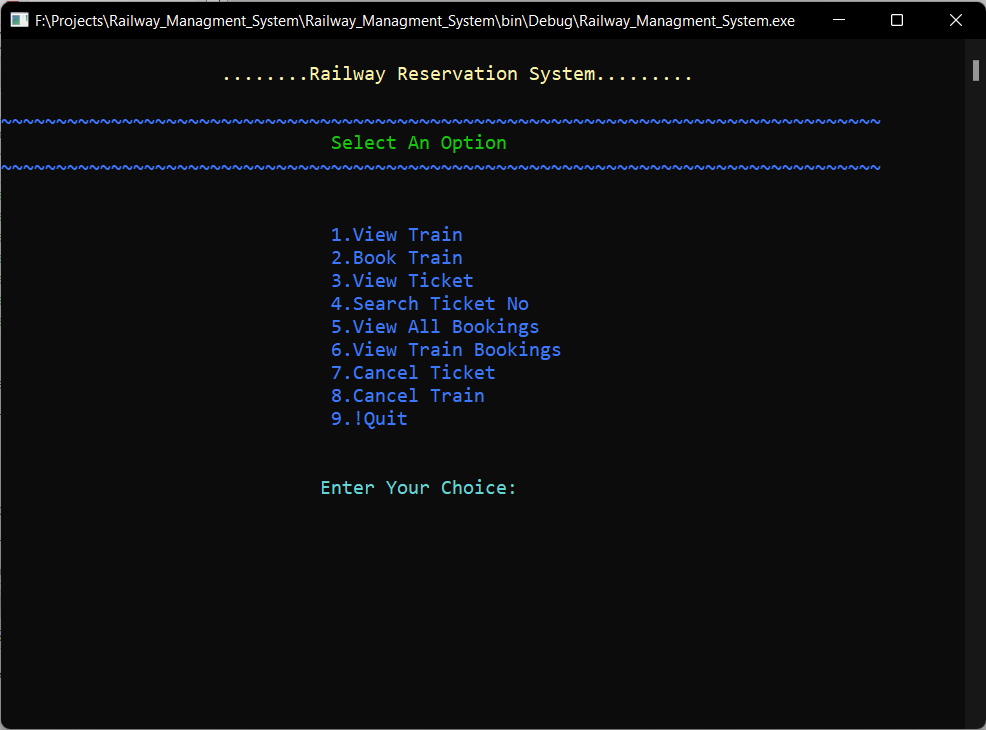 F:\Projects\Railway_Managment_System\Railway_Managment_System\bin\Debug\Railway_Managment_System.exe
........Railway Reservation System.........
~~~~~~~~~~~~~~~~~~~~~~~~~~~~~~~~~~~~~~~~~~~~~~~~~~~~~~~~~~~~~~~~~~~~~~~~~~~~~~~~
Select An Option
~~~~~~~~~~~~~~~~~~~~~~~~~~~~~~~~~~~~~~~~~~~~~~~~~~~~~~~~~~~~~~~~~~~~~~~~~~~~~~~~
1.View Train
2.Book Train
3.View Ticket
4.Search Ticket No
5.View All Bookings
6.View Train Bookings
7.Cancel Ticket
8.Cancel Train
9.!Quit
Enter Your Choice: